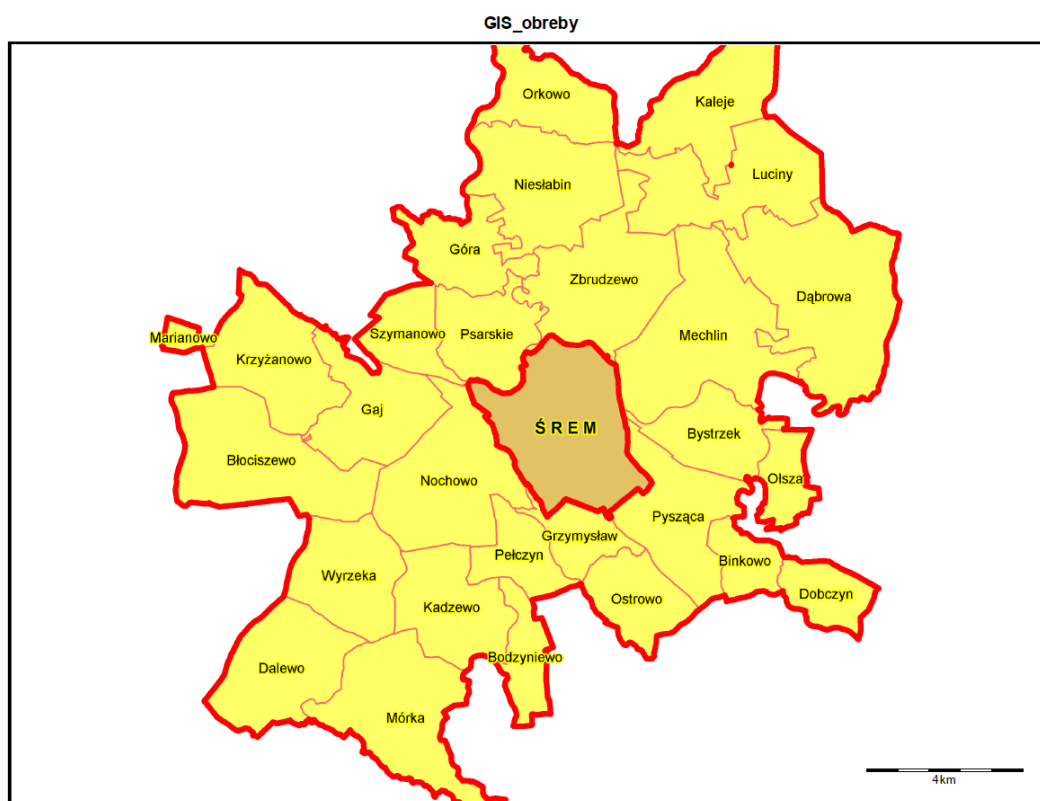 GIS_obreby
Orkowo
Kaleje
Luciny
Niesłabin
Góra
Zbrudzewo
Dąbrowa
Szymanowo
Psarskie
Mechlin
Marianowo
Krzyżanowo
Gaj
Ś R E M
Bystrzek
Błociszewo
Nochowo
Olsza
Pysząca
Grzymysław
Pełczyn
Binkowo
Wyrzeka
Dobczyn
Kadzewo
Ostrowo
Bodzyniewo
Dalewo
Mórka
4km